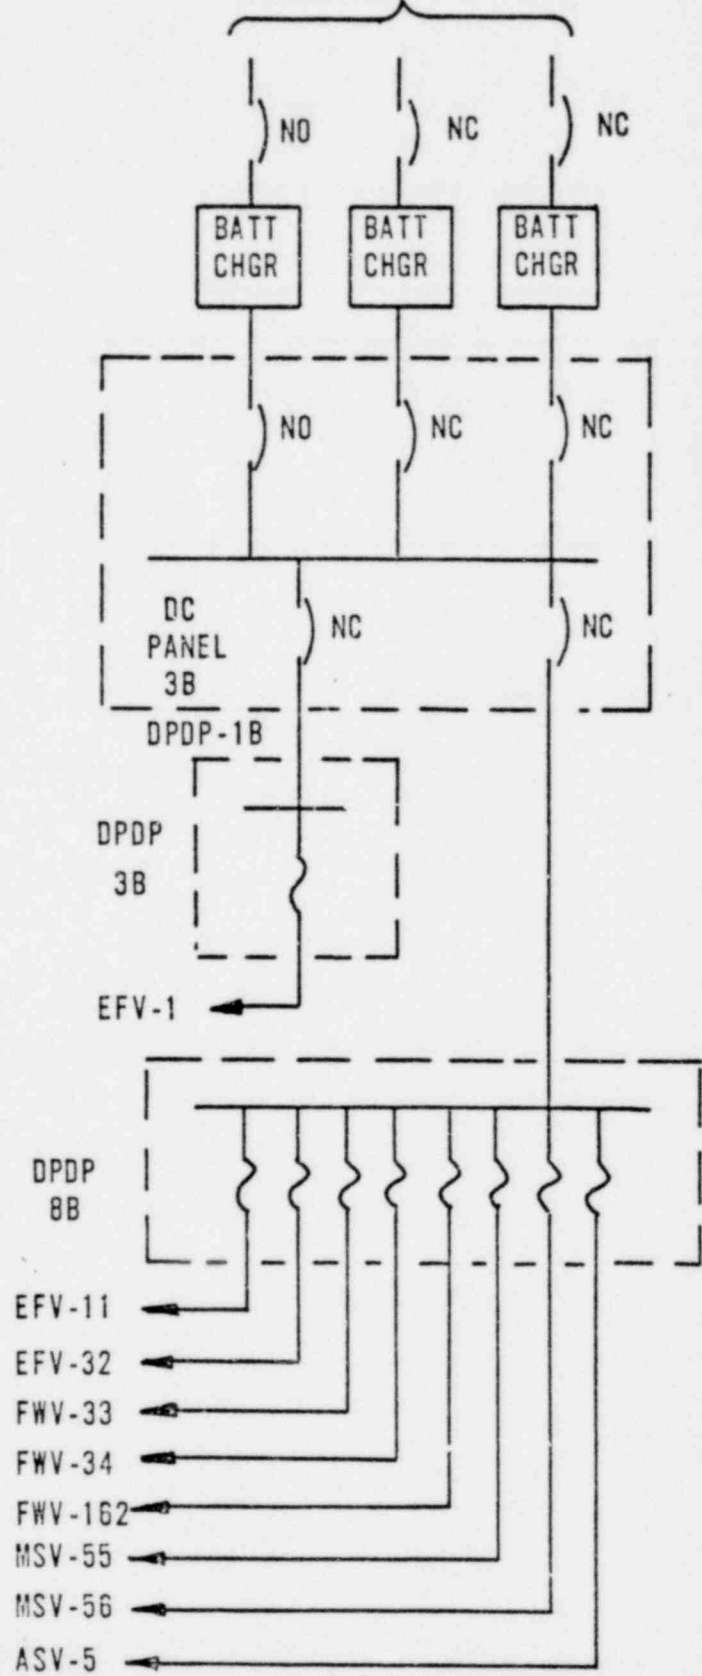 NO
NC
NC
BATT
CHGR
BATT
CHGR
BATT
CHGR
NO
NC
NC
DC
PANEL
3B
NC
NC
DPDP-1B
DPDP
3B
EFV-1
DPDP
8B
EFV-11
EFV-32
FWV-33
FWV-34
FWV-162
MSV-55
MSV-56
ASV-5